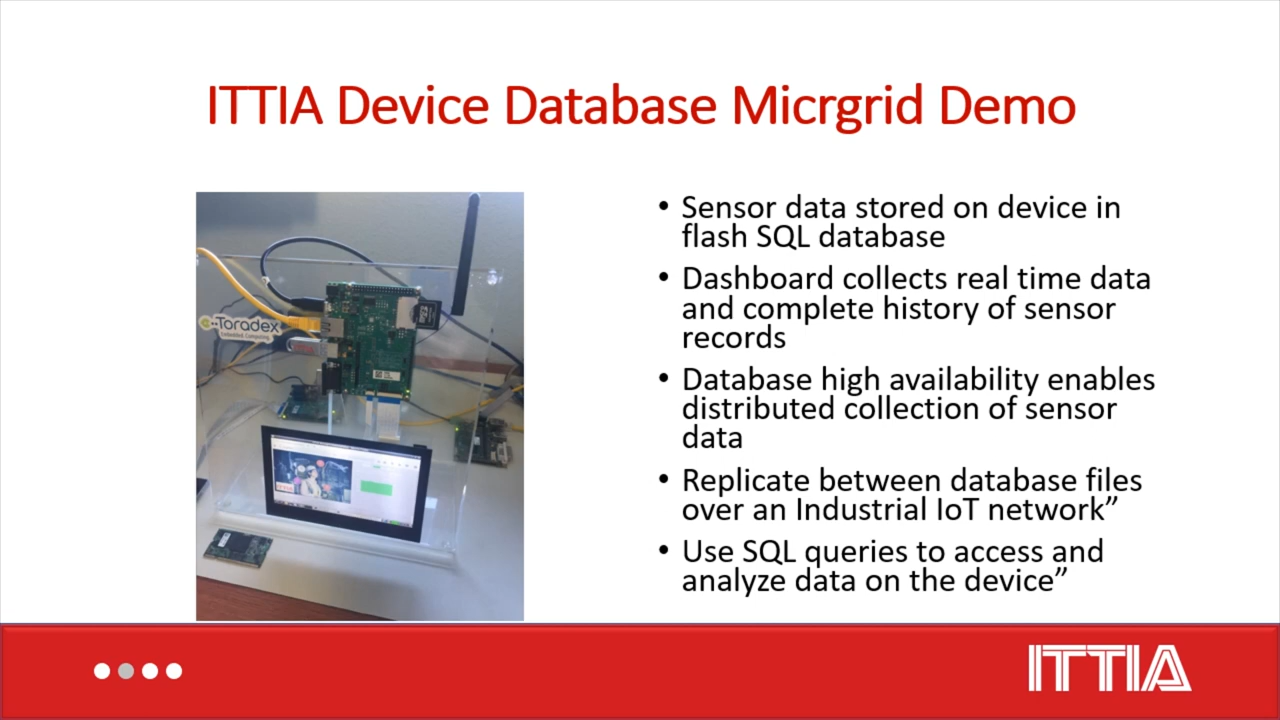 ITTIA Device Database Micrgrid Demo
• Sensor data stored on device in
flash SQL database
• Dashboard collects real time data
and complete history of sensor
records
• Database high availability enables
distributed collection of sensor
data
• Replicate between database files
over an Industrial IoT network”
• Use SQL queries to access and
analyze data on the device”
Toradex
Embedded Computing
ITTIA